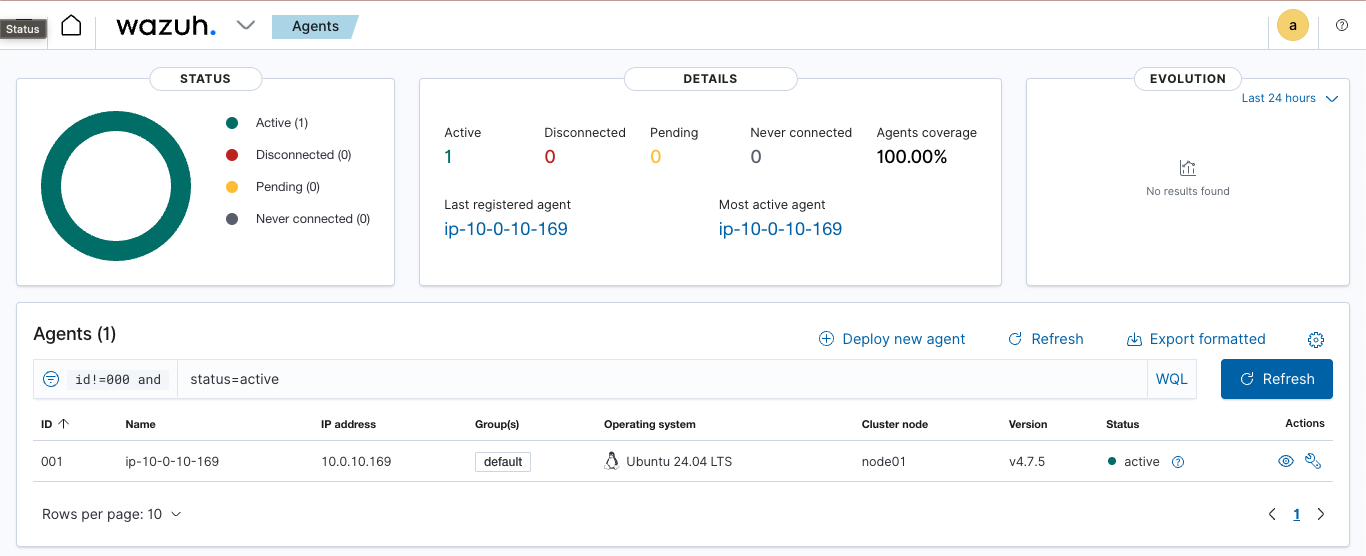 Status
wazuh.
Agents
a
STATUS
Active (1)
Disconnected (0)
Pending (0)
Never connected (0)
DETAILS
Active Disconnected Pending Never connected Agents coverage
1 0 0 0 100.00%
Last registered agent Most active agent
ip-10-0-10-169 ip-10-0-10-169
EVOLUTION
Last 24 hours
No results found
Agents (1)
Deploy new agent Refresh Export formatted
id!=000 and status=active WQL Refresh
ID Name IP address Group(s) Operating system Cluster node Version Status Actions
001 ip-10-0-10-169 10.0.10.169 default Ubuntu 24.04 LTS node01 v4.7.5 active
Rows per page: 10 1